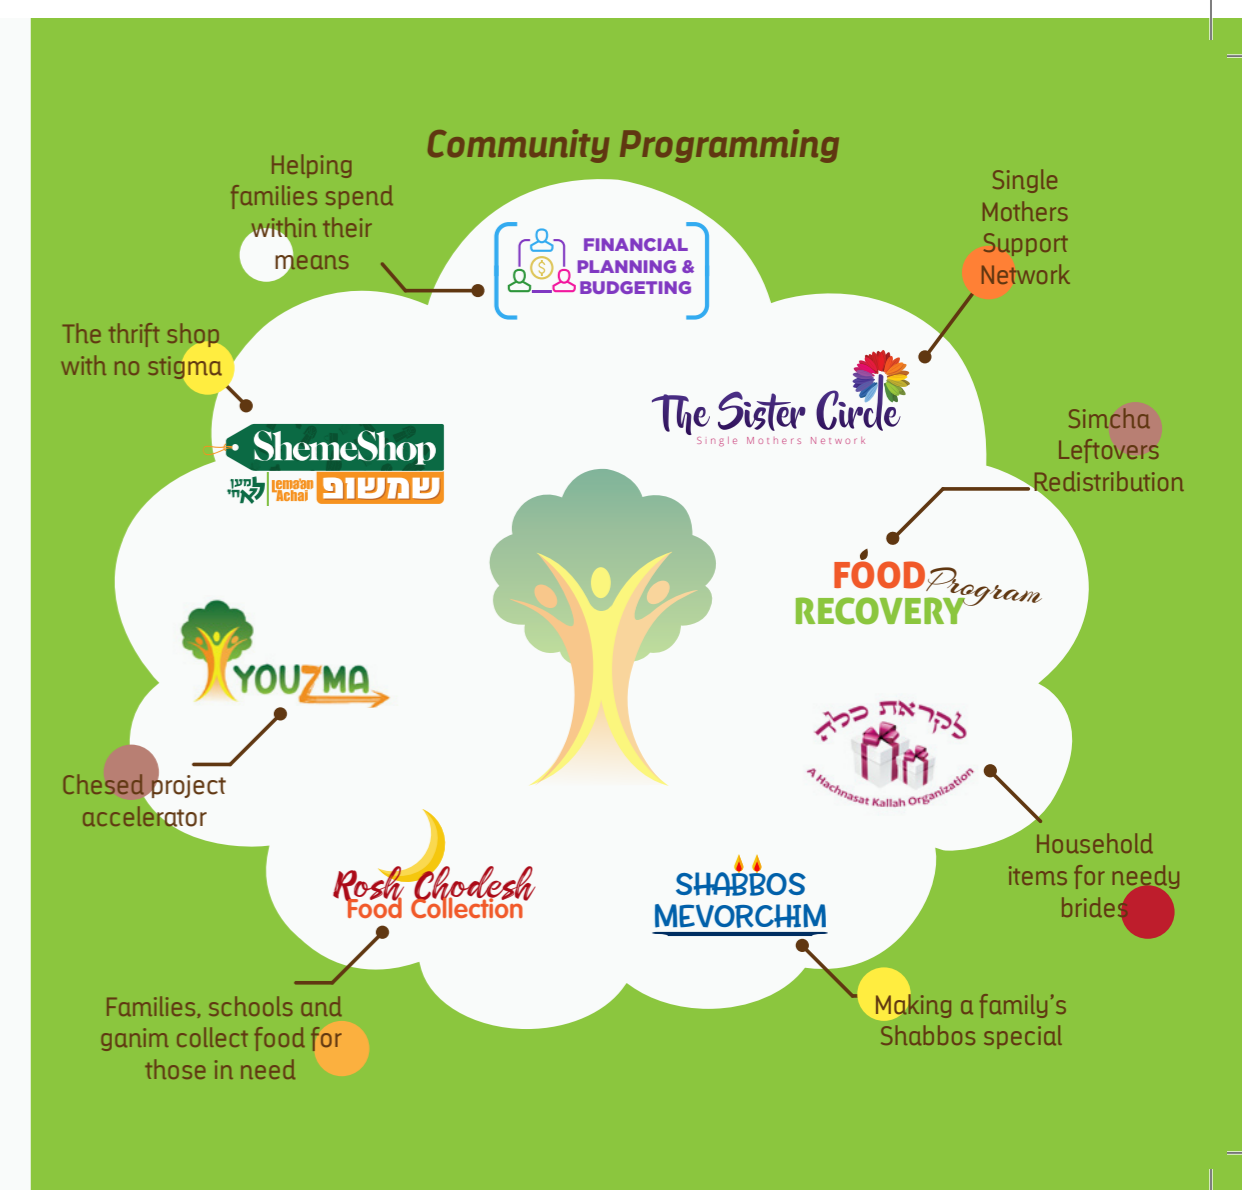 Community Programming
Helping
families spend
within their
means
FINANCIAL
PLANNING &
BUDGETING
Single
Mothers
Support
Network
The thrift shop
with no stigma
The Sister Circle
Single Mothers Network
ShemeShop
שמשופ
Lema'an
Achai
למען
אחי
Simcha
Leftovers
Redistribution
FOOD Program
RECOVERY
YOUZMA
Chesed project
accelerator
לקראת כלה
A Hachnasat Kallah Organization
Household
items for needy
brides
Rosh Chodesh
Food Collection
SHABBOS
MEVORCHIM
Families, schools and
ganim collect food for
those in need
Making a family's
Shabbos special